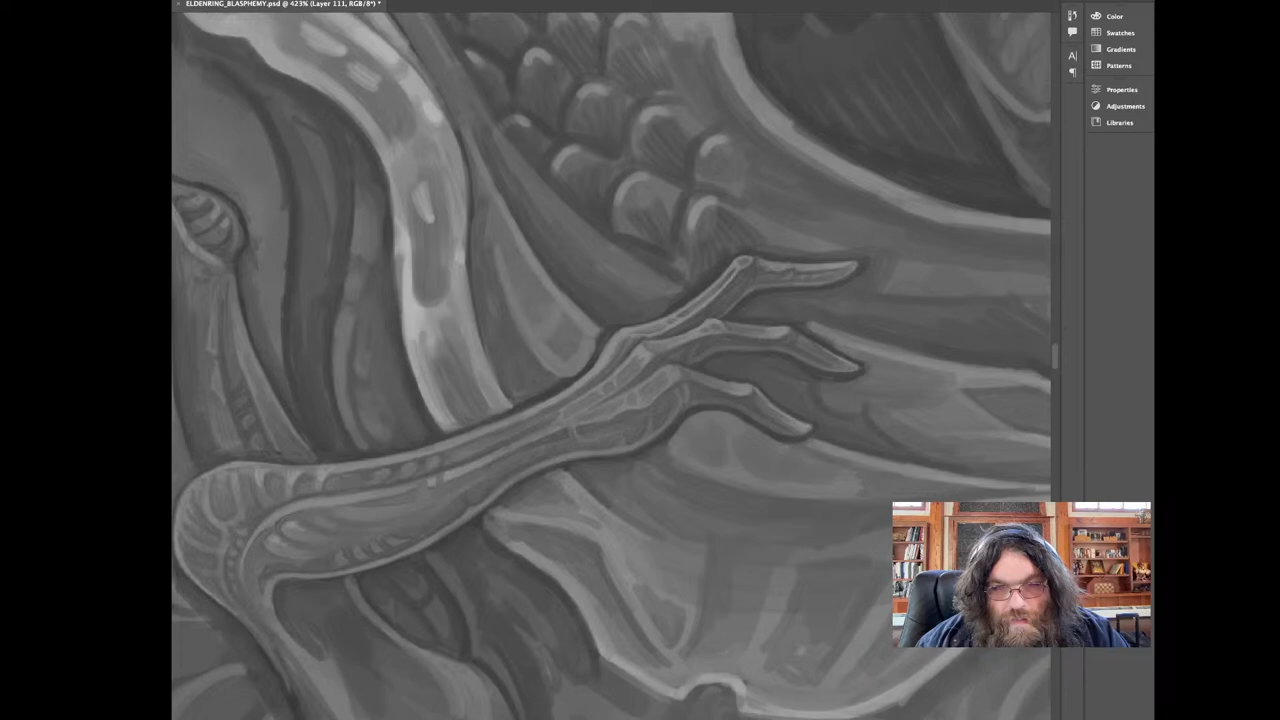 × ELDENRING_BLASPHEMY.psd @ 423% (Layer 111, RGB/8*) *
Color
Swatches
Gradients
Patterns
Properties
Adjustments
Libraries